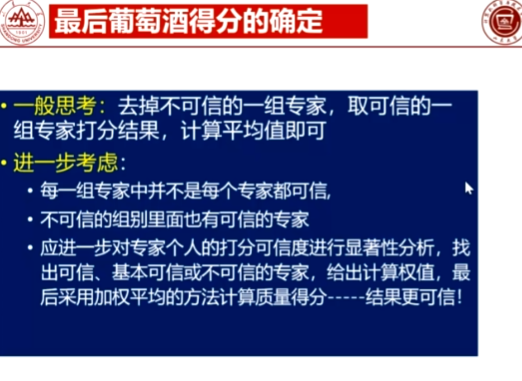 最后葡萄酒得分的确定
• 一般思考：去掉不可信的一组专家，取可信的一
组专家打分结果，计算平均值即可
• 进一步考虑：
• 每一组专家中并不是每个专家都可信,
• 不可信的组别里面也有可信的专家
• 应进一步对专家个人的打分可信度进行显著性分析，找
出可信、基本可信或不可信的专家，给出计算权值，最
后采用加权平均的方法计算质量得分-----结果更可信！